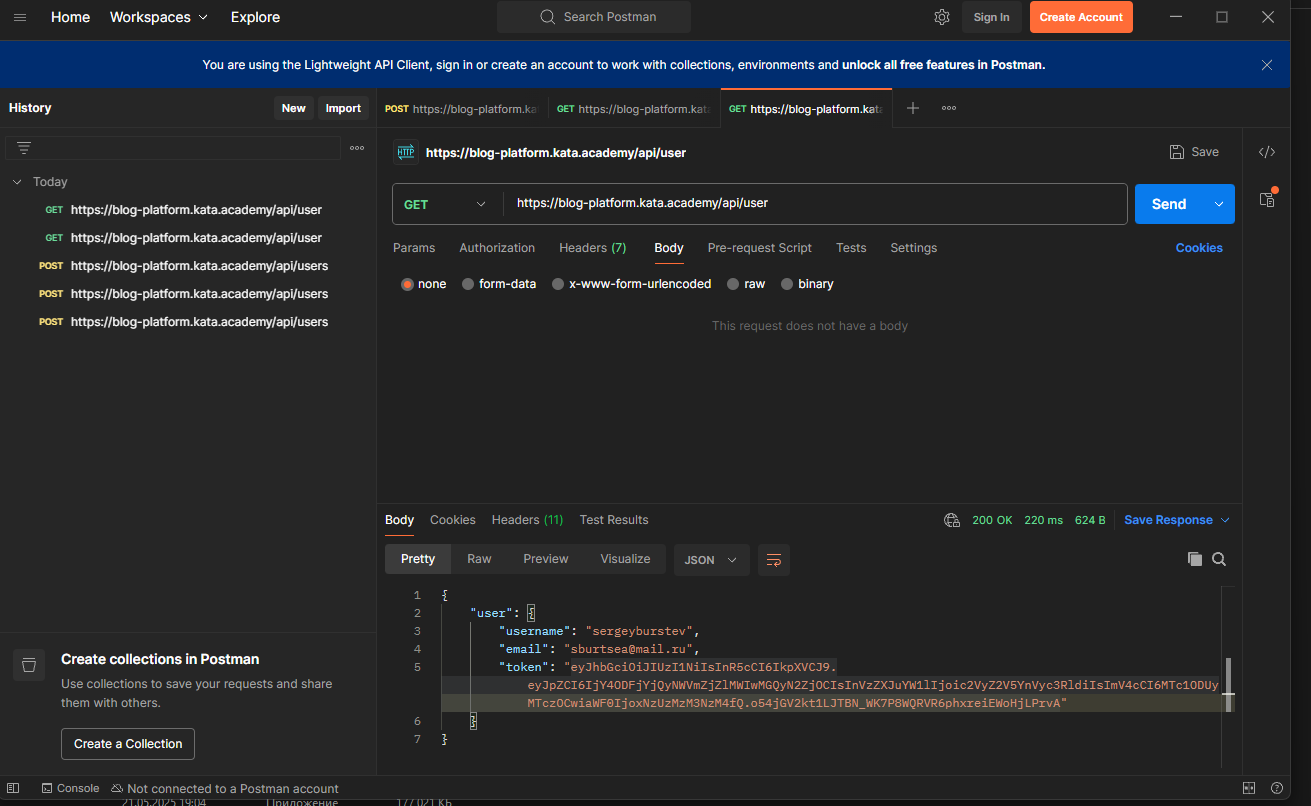 Home Workspaces Explore Search Postman Sign In Create Account
You are using the Lightweight API Client, sign in or create an account to work with collections, environments and unlock all free features in Postman.
History New Import
POST https://blog-platform.ka GET https://blog-platform.kat GET https://blog-platform.kata
HTTP https://blog-platform.kata.academy/api/user Save
Today
GET https://blog-platform.kata.academy/api/user
GET https://blog-platform.kata.academy/api/user
POST https://blog-platform.kata.academy/api/users
POST https://blog-platform.kata.academy/api/users
POST https://blog-platform.kata.academy/api/users
GET https://blog-platform.kata.academy/api/user Send
Params Authorization Headers (7) Body Pre-request Script Tests Settings Cookies
none form-data x-www-form-urlencoded raw binary
This request does not have a body
Body Cookies Headers (11) Test Results 200 OK 220 ms 624 B Save Response
Pretty Raw Preview Visualize JSON
1 {
2 "user": {
3 "username": "sergeyburstev",
4 "email": "sburtsea@mail.ru",
5 "token": "eyJhbGciOiJIUzI1NiIsInR5cCI6IkpXVCJ9.
eyJpZCI6IjY4ODFjYjQyNWVmZjZlMWIwMGQyN2ZjOCIsInVzZXJuYW1lIjoic2VyZ2V5YnVyc3RldiIsImV4cCI6MTc1ODUy
MTczOCwiaWF0IjoxNzUzMzM3NzM4fQ.o54jGV2kt1LJTBN_WK7P8WQRVR6phxreiEWoHjLPrvA"
6 }
7 }
Create collections in Postman
Use collections to save your requests and share
them with others.
Create a Collection
Console Not connected to a Postman account
21.05.2025 19:04 Приложение 177 021 КБ